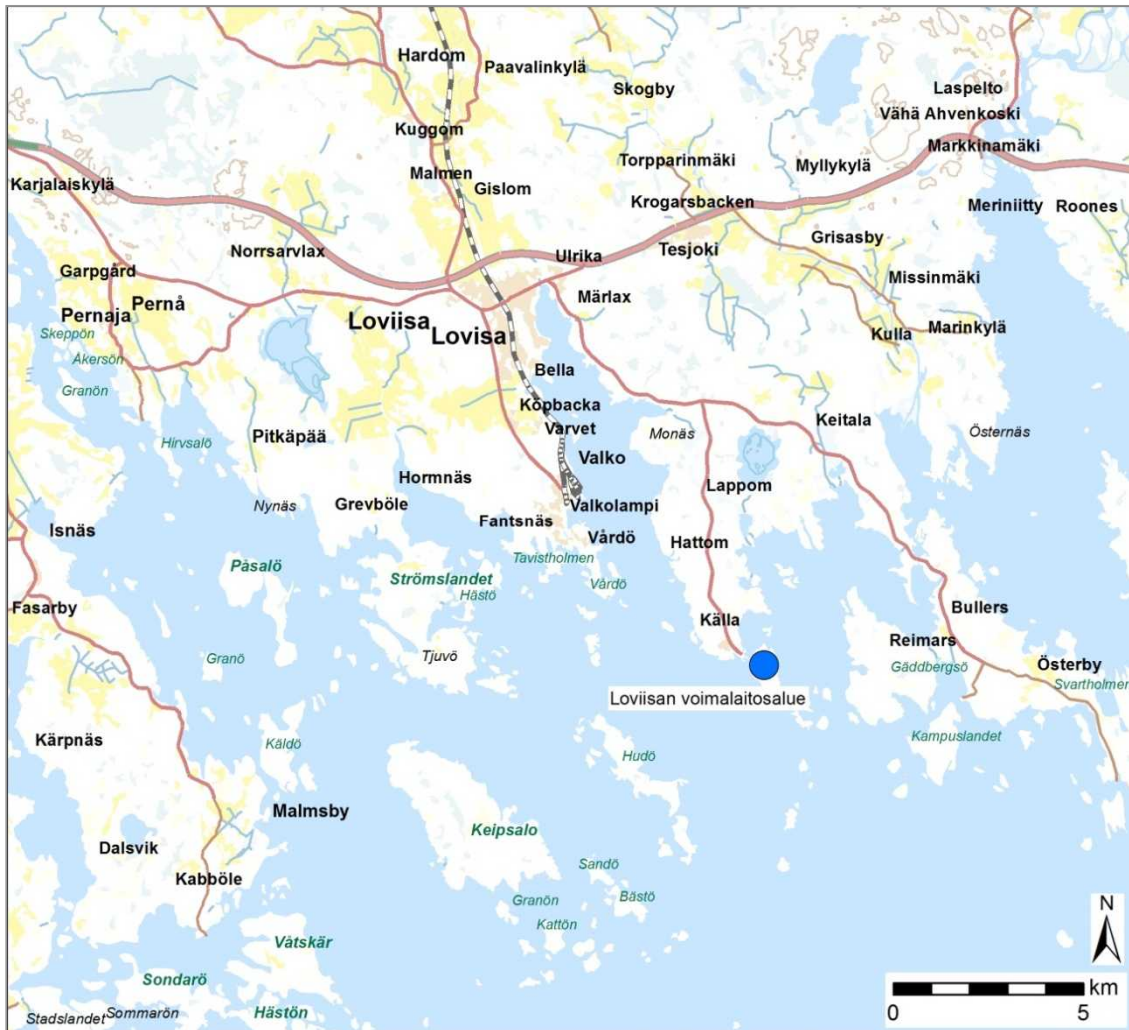 Hardom
Paavalinkylä
Skogby
Laspelto
Vähä Ahvenkoski
Kuggom
Markkinamäki
Torpparinmäki
Myllykylä
Malmen
Karjalaiskylä
Gislom
Krogarsbacken
Meriniitty
Roones
Norrsarvlax
Ulrika
Tesjoki
Grisasby
Garpgård
Missinmäki
Märlax
Pernå
Pernaja
Loviisa
Lovisa
Skeppön
Kulla
Marinkylä
Åkersön
Granön
Bella
Köpbacka
Keitala
Varvet
Hirvsalö
Pitkäpää
Monäs
Östernäs
Valko
Hormnäs
Lappom
Nynäs
Grevböle
Valkolampi
Isnäs
Fantsnäs
Vårdö
Hattom
Påsalö
Tavistholmen
Strömslandet
Hästö
Vårdö
Fasarby
Bullers
Källa
Reimars
Granö
Tjuvö
Gäddbergsö
Österby
Svartholmen
Loviisan voimalaitosalue
Kärpnäs
Käldö
Kampuslandet
Hudö
Malmsby
Keipsalo
Dalsvik
Sandö
Kabböle
Granön
Bästö
Kattön
N
Våtskär
Sondarö
km
Stadslandet
Sommarön
Hästön
0
5